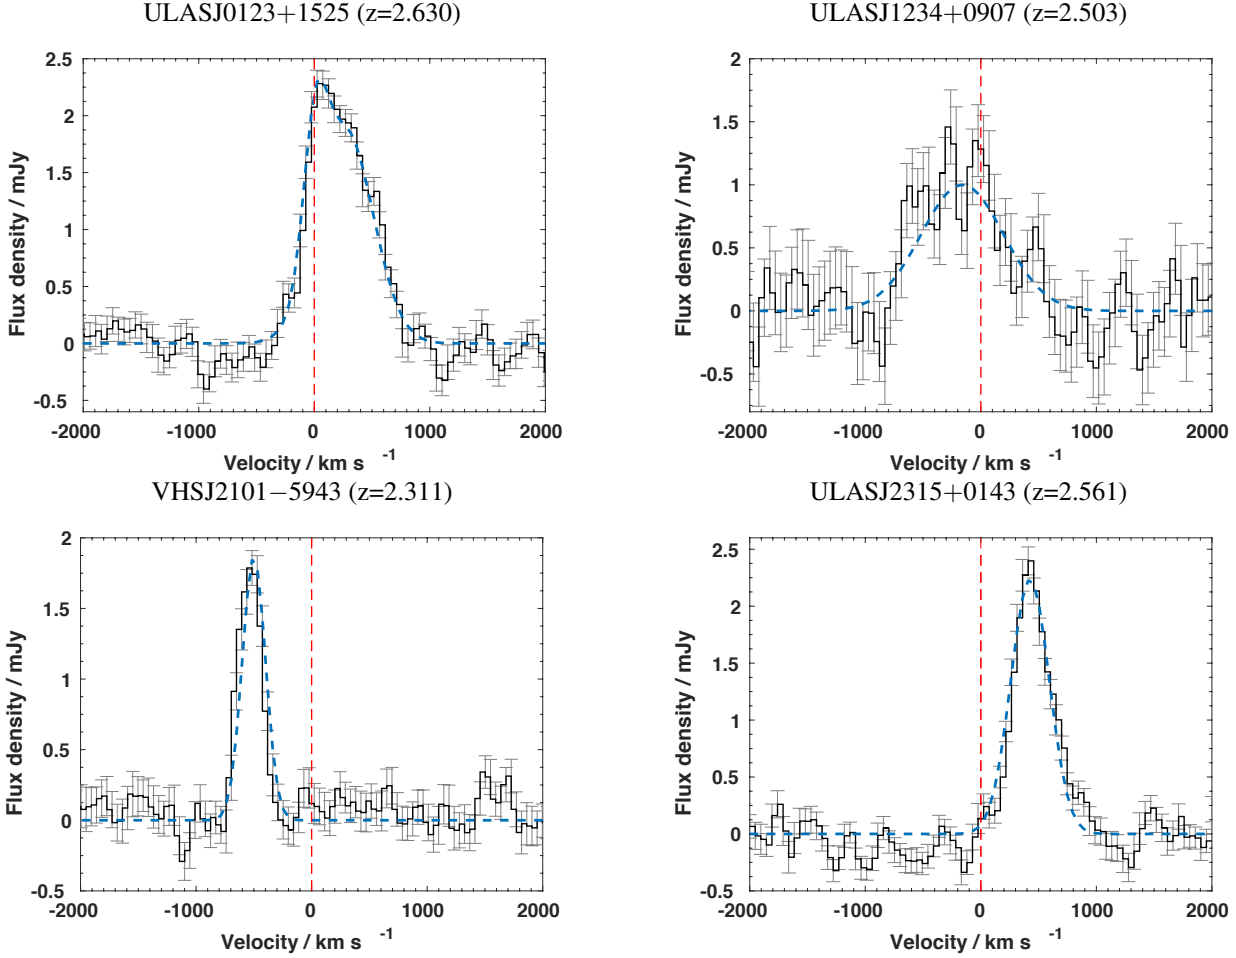 ULASJ0123+1525 (z=2.630)
2.5
2
1.5
1
0.5
0
-0.5
Flux density / mJy
-2000 -1000 0 1000 2000
Velocity / km s -1
ULASJ1234+0907 (z=2.503)
2
1.5
1
0.5
0
-0.5
Flux density / mJy
-2000 -1000 0 1000 2000
Velocity / km s -1
VHSJ2101−5943 (z=2.311)
2
1.5
1
0.5
0
-0.5
Flux density / mJy
-2000 -1000 0 1000 2000
Velocity / km s -1
ULASJ2315+0143 (z=2.561)
2.5
2
1.5
1
0.5
0
-0.5
Flux density / mJy
-2000 -1000 0 1000 2000
Velocity / km s -1